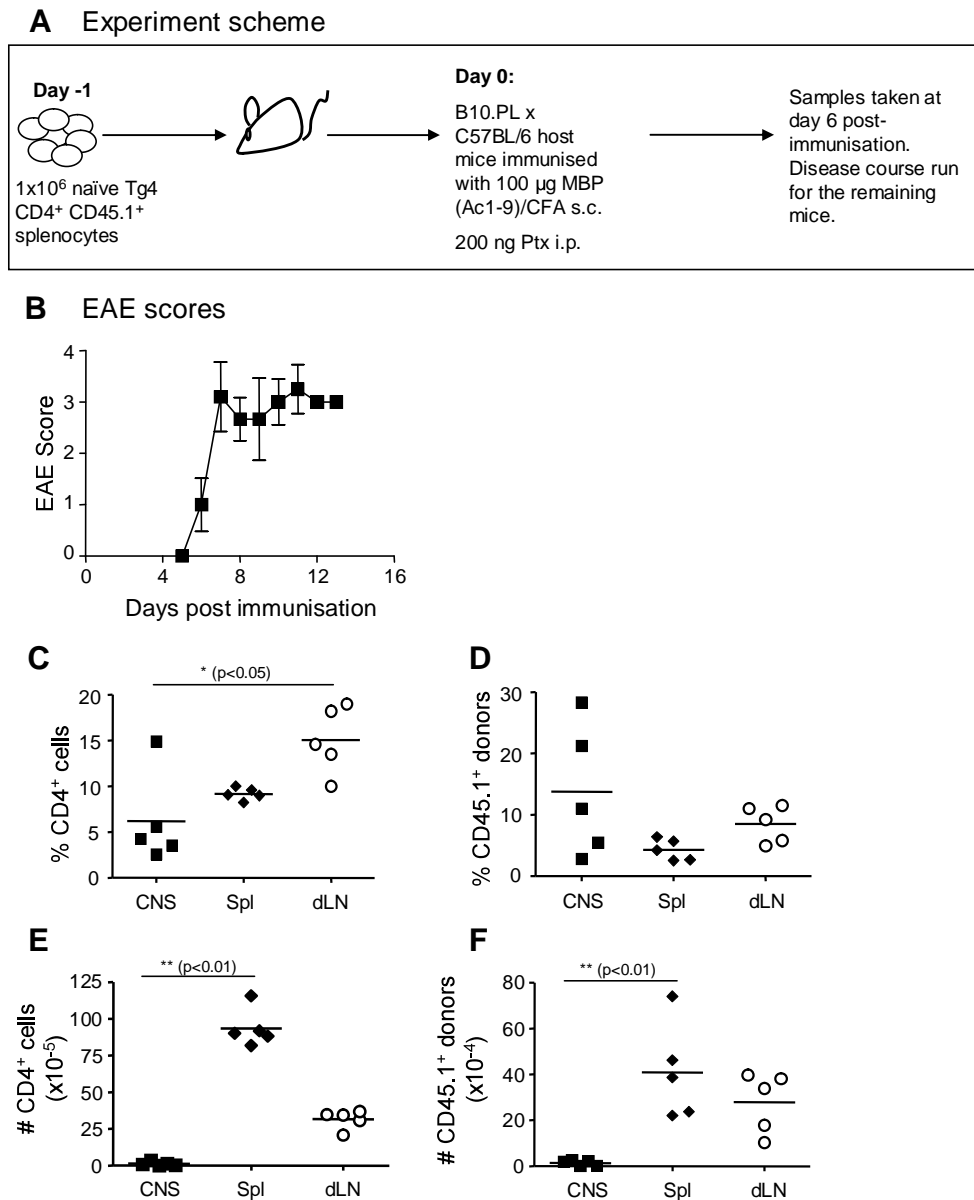 A Experiment scheme
Day -1
1x10⁶ naïve Tg4
CD4⁺ CD45.1⁺
splenocytes
Day 0:
B10.PL x
C57BL/6 host
mice immunised
with 100 µg MBP
(Ac1-9)/CFA s.c.
200 ng Ptx i.p.
Samples taken at
day 6 post-
immunisation.
Disease course run
for the remaining
mice.
B EAE scores
EAE Score
4
3
2
1
0
0 4 8 12 16
Days post immunisation
C
* (p<0.05)
% CD4⁺ cells
20
15
10
5
0
CNS Spl dLN
D
% CD45.1⁺ donors
30
20
10
0
CNS Spl dLN
E
** (p<0.01)
# CD4⁺ cells
(x10⁻⁵)
125
100
75
50
25
0
CNS Spl dLN
F
** (p<0.01)
# CD45.1⁺ donors
(x10⁻⁴)
80
60
40
20
0
CNS Spl dLN